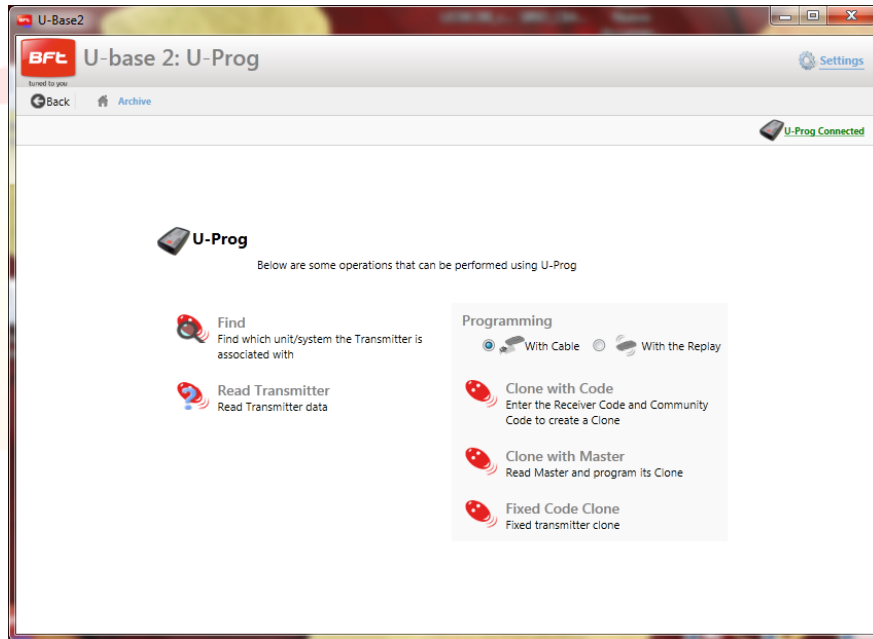 U-Base2
BFt
U-base 2: U-Prog
Settings
tuned to you
Back
Archive
U-Prog Connected
U-Prog
Below are some operations that can be performed using U-Prog
Find
Find which unit/system the Transmitter is
associated with
Read Transmitter
Read Transmitter data
Programming
With Cable
With the Replay
Clone with Code
Enter the Receiver Code and Community
Code to create a Clone
Clone with Master
Read Master and program its Clone
Fixed Code Clone
Fixed transmitter clone